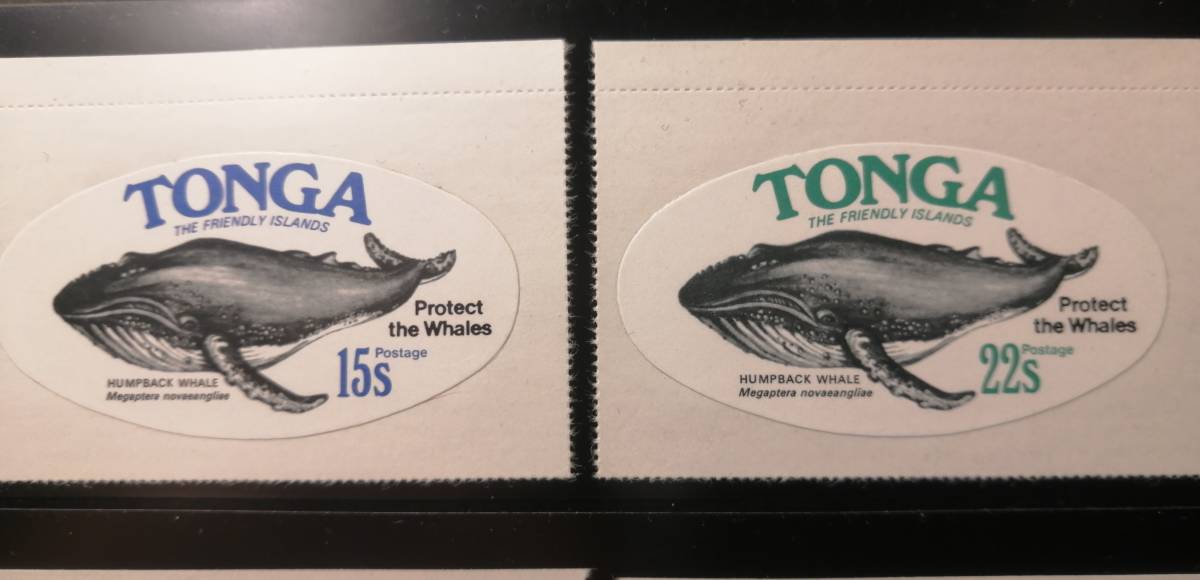 TONGA
THE FRIENDLY ISLANDS
Protect
the Whales
15s Postage
HUMPBACK WHALE
Megaptera novaeangliae
TONGA
THE FRIENDLY ISLANDS
Protect
the Whales
22s Postage
HUMPBACK WHALE
Megaptera novaeangliae